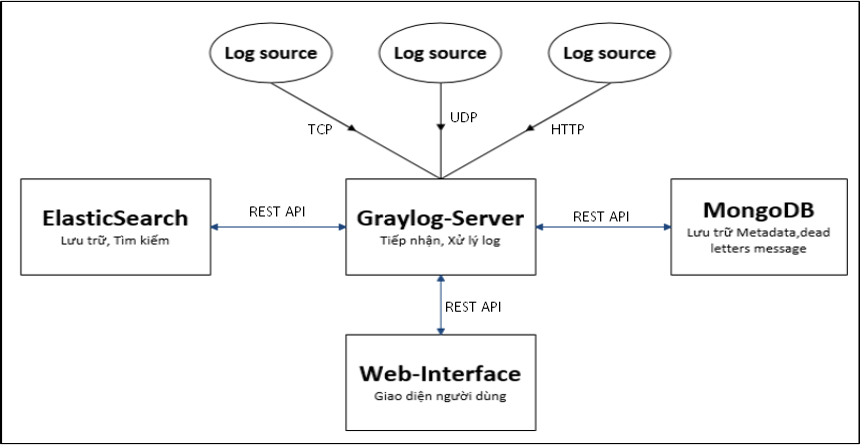 Log source
Log source
Log source
TCP
UDP
HTTP
ElasticSearch
Lưu trữ, Tìm kiếm
REST API
Graylog-Server
Tiếp nhận, Xử lý log
REST API
MongoDB
Lưu trữ Metadata,dead
letters message
REST API
Web-Interface
Giao diện người dùng